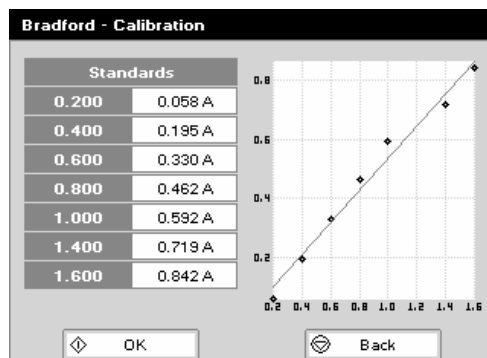 Bradford - Calibration
Standards
0.200 0.058 A
0.400 0.195 A
0.600 0.330 A
0.800 0.462 A
1.000 0.592 A
1.400 0.719 A
1.600 0.842 A
0.8
0.6
0.4
0.2
0.2 0.4 0.6 0.8 1.0 1.2 1.4 1.6
OK
Back